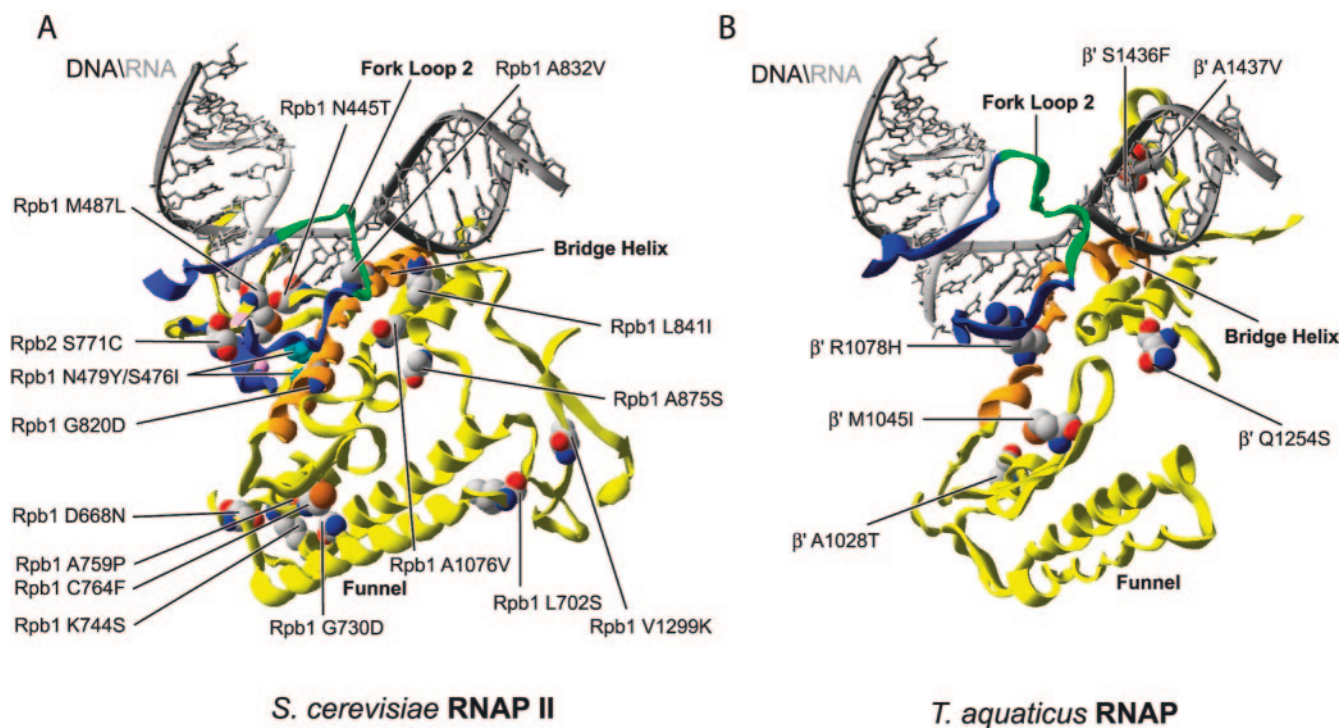 A
DNA\RNA
Fork Loop 2
Rpb1 A832V
Rpb1 N445T
Rpb1 M487L
Bridge Helix
Rpb1 L841I
Rpb2 S771C
Rpb1 N479Y/S476I
Rpb1 A875S
Rpb1 G820D
Rpb1 D668N
Rpb1 A759P
Rpb1 A1076V
Rpb1 C764F
Funnel
Rpb1 L702S
Rpb1 K744S
Rpb1 G730D
Rpb1 V1299K
S. cerevisiae RNAP II
B
β' S1436F
DNA\RNA
β' A1437V
Fork Loop 2
Bridge Helix
β' R1078H
β' M1045I
β' Q1254S
β' A1028T
Funnel
T. aquaticus RNAP